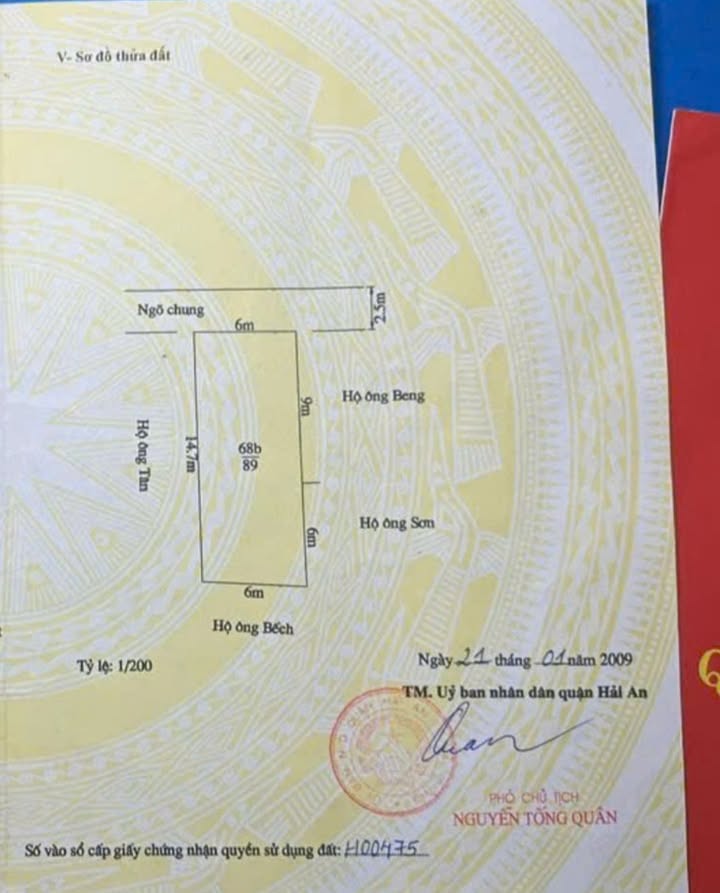 V- Sơ đồ thửa đất
Ngõ chung
2.5m
6m
9m
Hộ ông Beng
Hộ ông Tân
14.7m
68b
89
Hộ ông Sơn
6m
6m
Hộ ông Bếch
Tỷ lệ: 1/200
Ngày 21 tháng 01 năm 2009
TM. Uỷ ban nhân dân quận Hải An
PHÓ CHỦ TỊCH
NGUYỄN TÔNG QUÂN
Số vào sổ cấp giấy chứng nhận quyền sử dụng đất: H00475